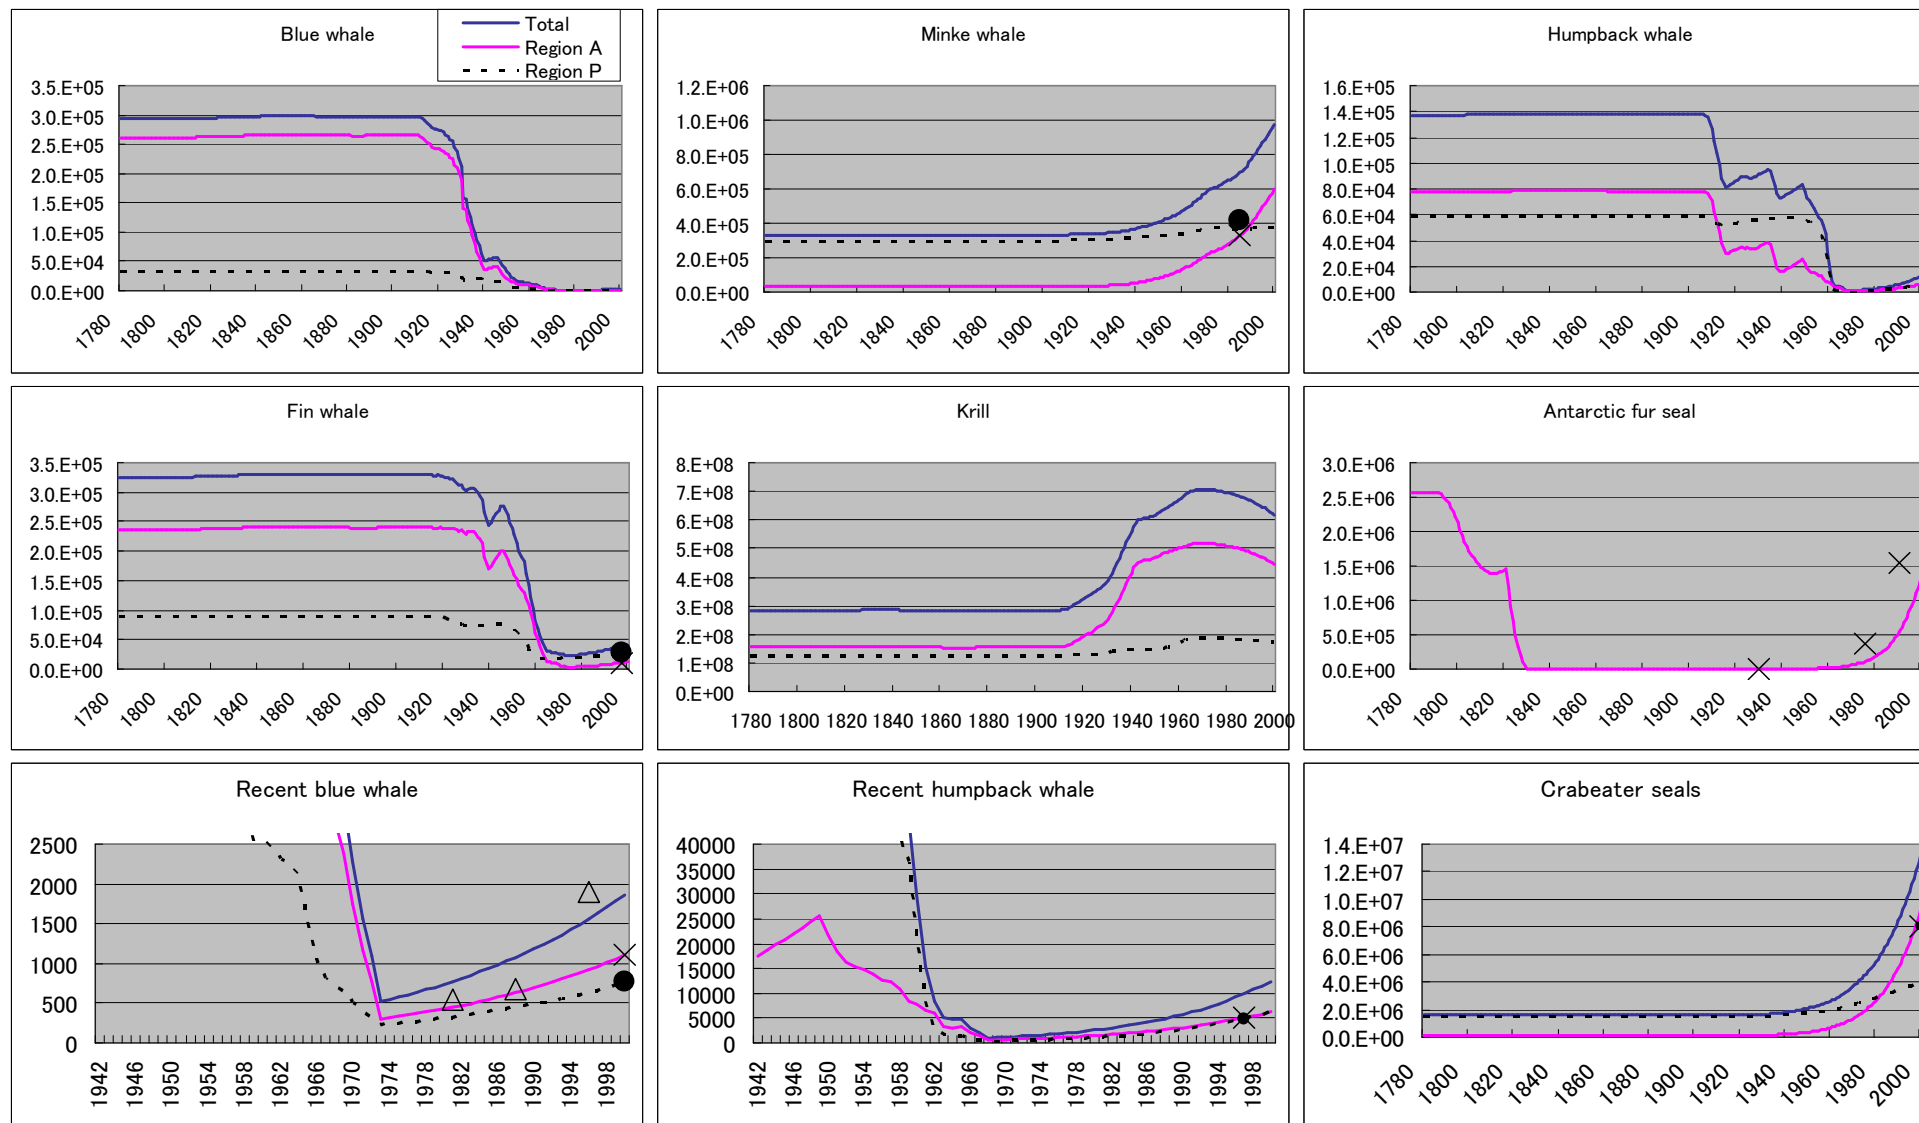 Blue whale
Total
Region A
Region P
3.5.E+05
3.0.E+05
2.5.E+05
2.0.E+05
1.5.E+05
1.0.E+05
5.0.E+04
0.0.E+00
1780 1800 1820 1840 1860 1880 1900 1920 1940 1960 1980 2000
Minke whale
1.2.E+06
1.0.E+06
8.0.E+05
6.0.E+05
4.0.E+05
2.0.E+05
0.0.E+00
1780 1800 1820 1840 1860 1880 1900 1920 1940 1960 1980 2000
Humpback whale
1.6.E+05
1.4.E+05
1.2.E+05
1.0.E+05
8.0.E+04
6.0.E+04
4.0.E+04
2.0.E+04
0.0.E+00
1780 1800 1820 1840 1860 1880 1900 1920 1940 1960 1980 2000
Fin whale
3.5.E+05
3.0.E+05
2.5.E+05
2.0.E+05
1.5.E+05
1.0.E+05
5.0.E+04
0.0.E+00
1780 1800 1820 1840 1860 1880 1900 1920 1940 1960 1980 2000
Krill
8.E+08
7.E+08
6.E+08
5.E+08
4.E+08
3.E+08
2.E+08
1.E+08
0.E+00
1780 1800 1820 1840 1860 1880 1900 1920 1940 1960 1980 2000
Antarctic fur seal
3.0.E+06
2.5.E+06
2.0.E+06
1.5.E+06
1.0.E+06
5.0.E+05
0.0.E+00
1780 1800 1820 1840 1860 1880 1900 1920 1940 1960 1980 2000
Recent blue whale
2500
2000
1500
1000
500
0
1942 1946 1950 1954 1958 1962 1966 1970 1974 1978 1982 1986 1990 1994 1998
Recent humpback whale
40000
35000
30000
25000
20000
15000
10000
5000
0
1942 1946 1950 1954 1958 1962 1966 1970 1974 1978 1982 1986 1990 1994 1998
Crabeater seals
1.4.E+07
1.2.E+07
1.0.E+07
8.0.E+06
6.0.E+06
4.0.E+06
2.0.E+06
0.0.E+00
1780 1800 1820 1840 1860 1880 1900 1920 1940 1960 1980 2000